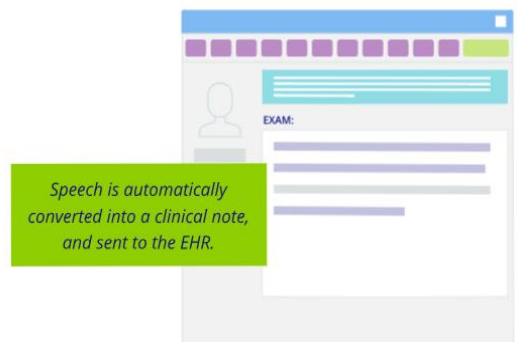 EXAM:
Speech is automatically
converted into a clinical note,
and sent to the EHR.